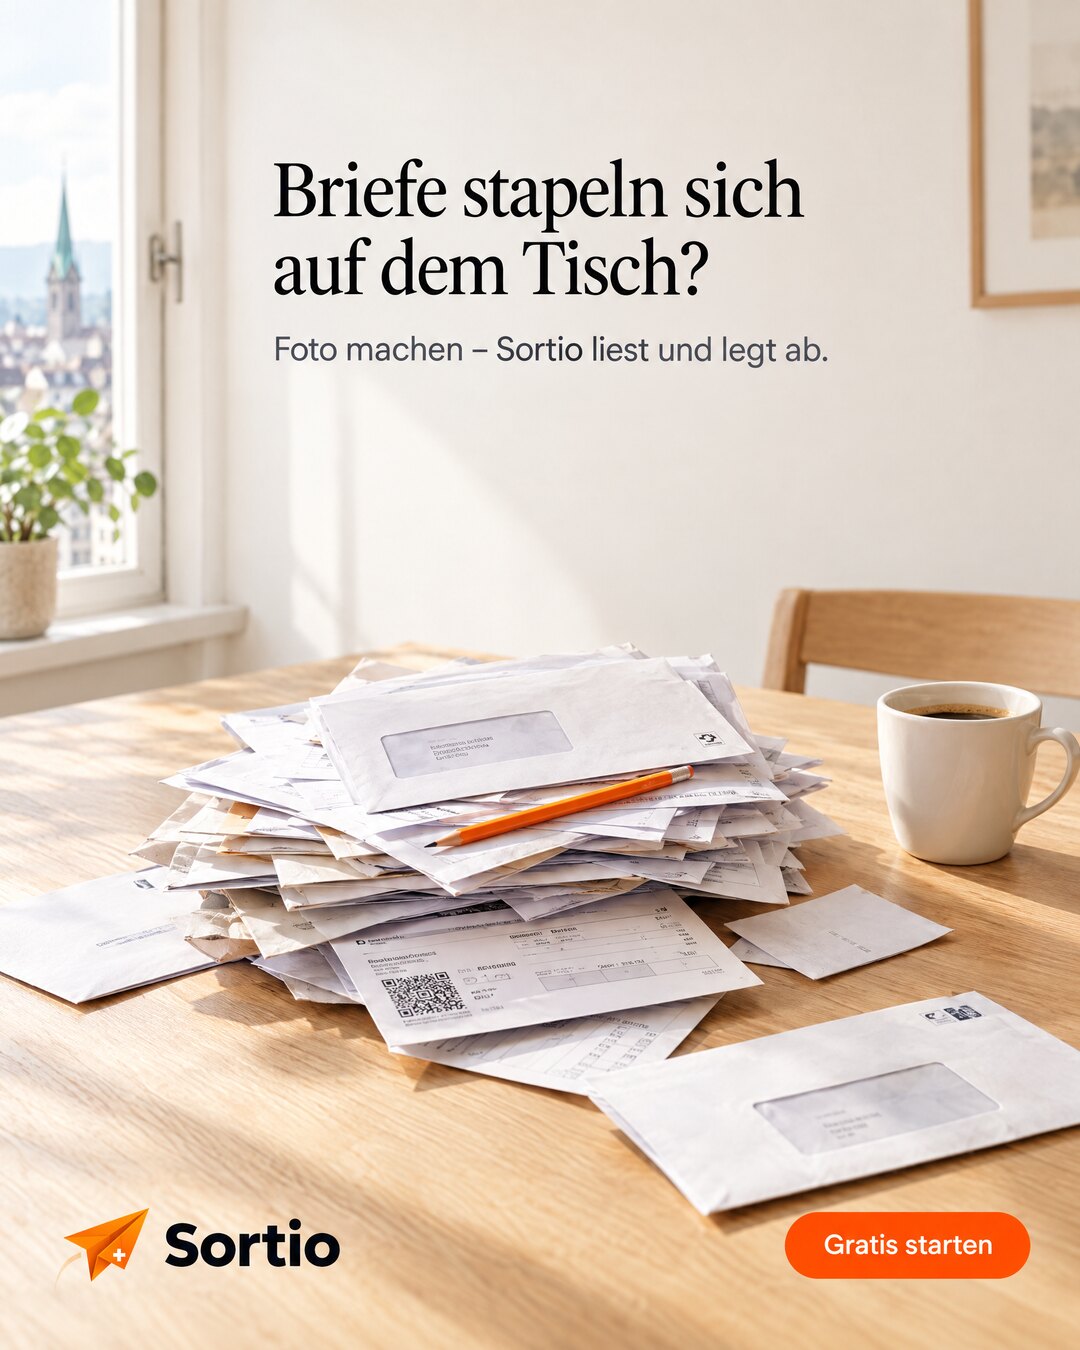 Briefe stapeln sich
auf dem Tisch?
Foto machen – Sortio liest und legt ab.
Sortio
Gratis starten